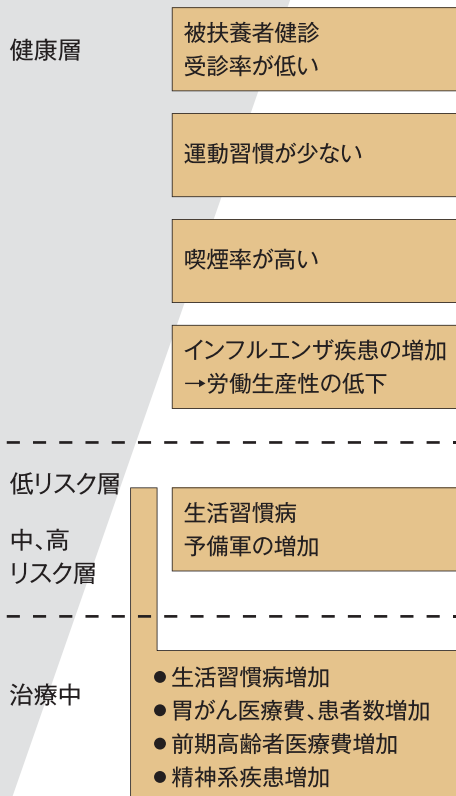 健康層
被扶養者健診
受診率が低い
運動習慣が少ない
喫煙率が高い
インフルエンザ疾患の増加
→労働生産性の低下
低リスク層
中、高
リスク層
生活習慣病
予備軍の増加
治療中
●生活習慣病増加
●胃がん医療費、患者数増加
●前期高齢者医療費増加
●精神系疾患増加